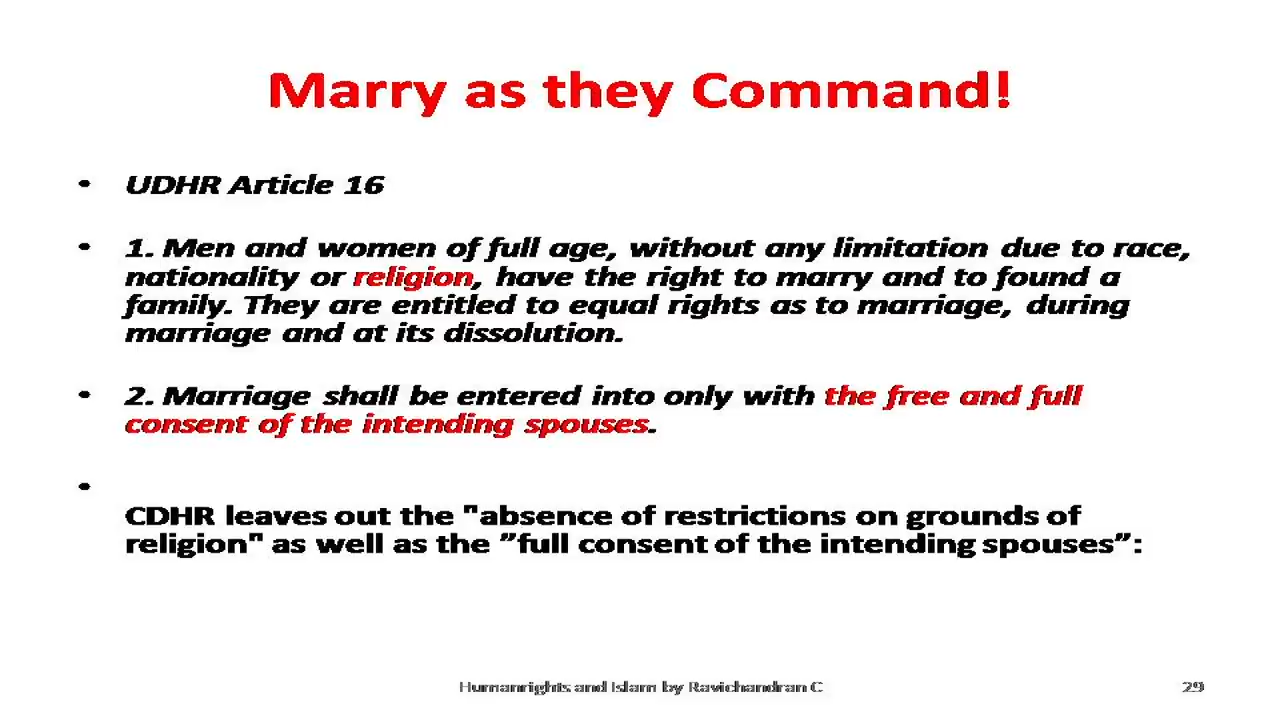 Marry as they Command!
• UDHR Article 16
• 1. Men and women of full age, without any limitation due to race,
nationality or religion, have the right to marry and to found a
family. They are entitled to equal rights as to marriage, during
marriage and at its dissolution.
• 2. Marriage shall be entered into only with the free and full
consent of the intending spouses.
•
CDHR leaves out the "absence of restrictions on grounds of
religion" as well as the ”full consent of the intending spouses”:
Humanrights and Islam by Ravichandran C
29